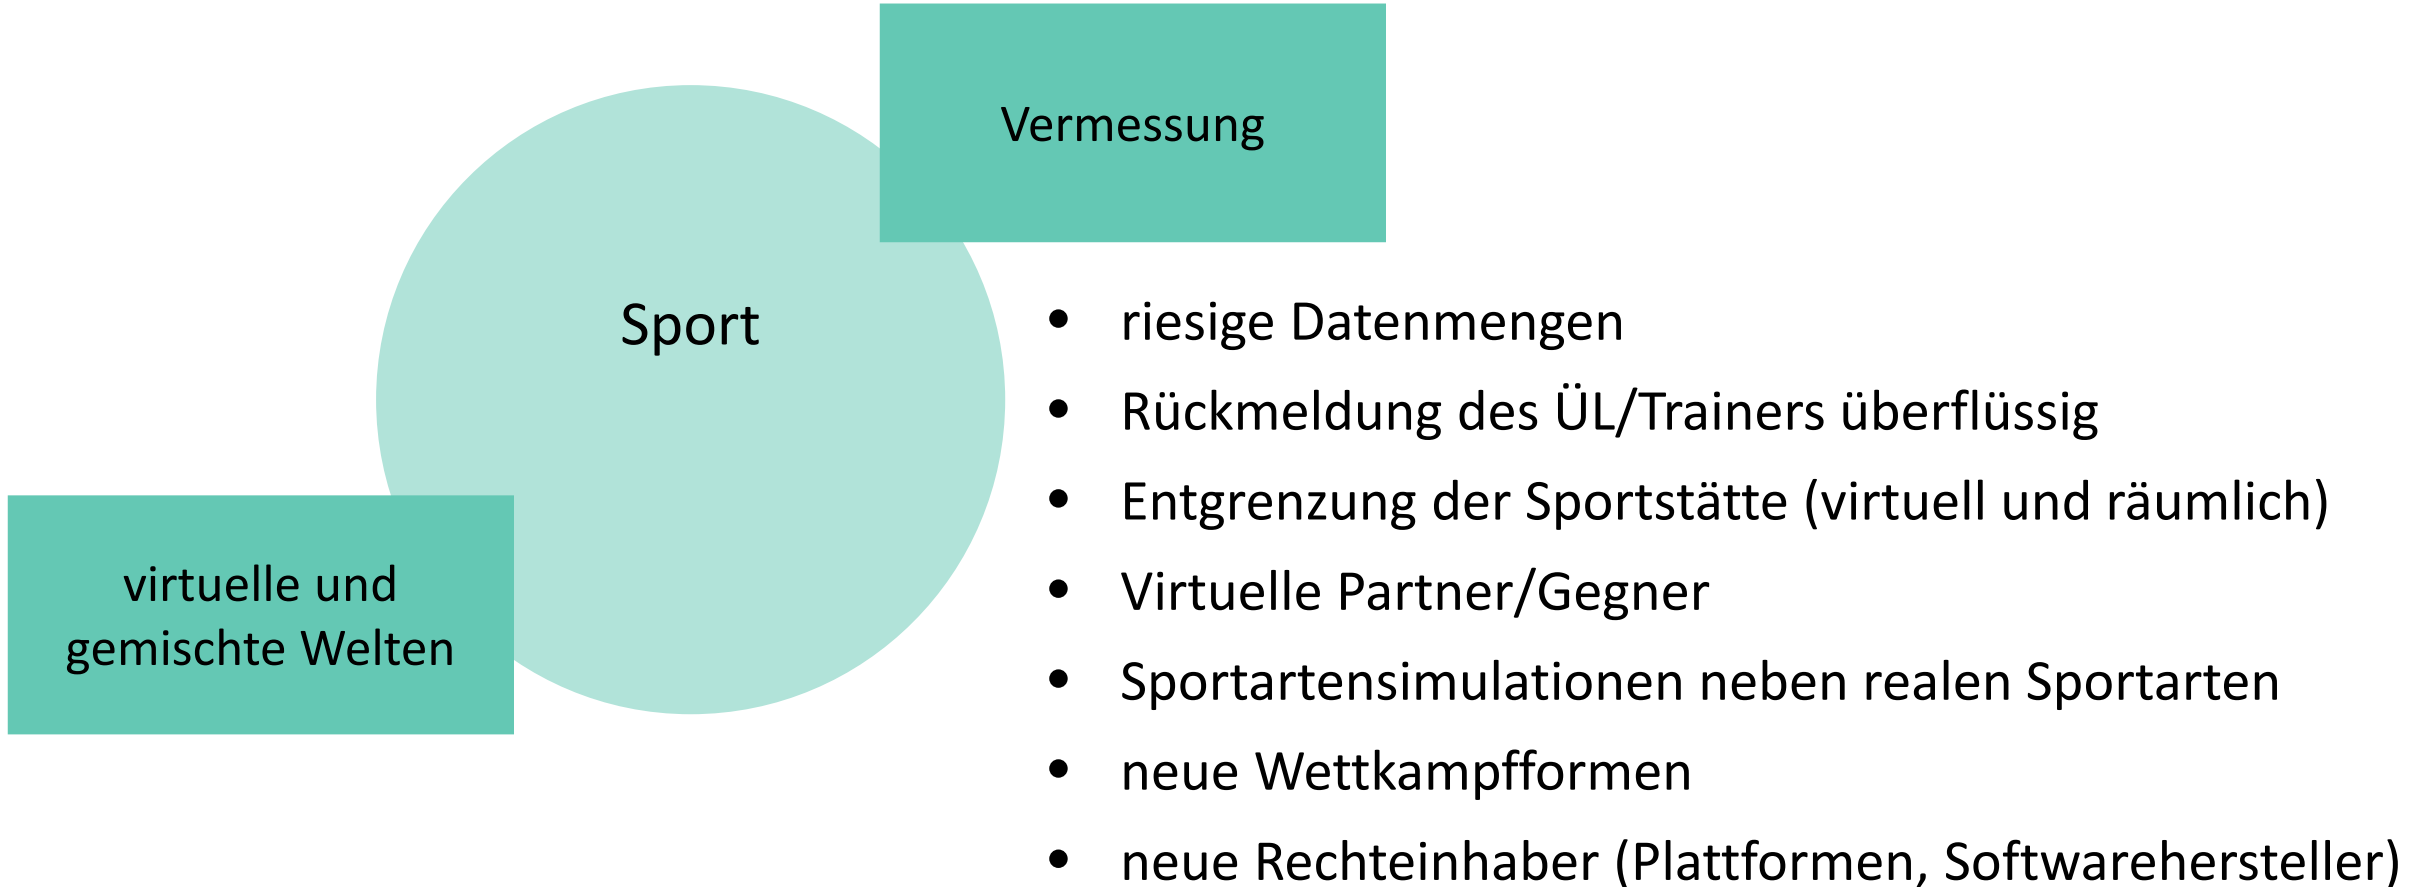 Vermessung
Sport
virtuelle und
gemischte Welten
• riesige Datenmengen
• Rückmeldung des ÜL/Trainers überflüssig
• Entgrenzung der Sportstätte (virtuell und räumlich)
• Virtuelle Partner/Gegner
• Sportartensimulationen neben realen Sportarten
• neue Wettkampfformen
• neue Rechteinhaber (Plattformen, Softwarehersteller)